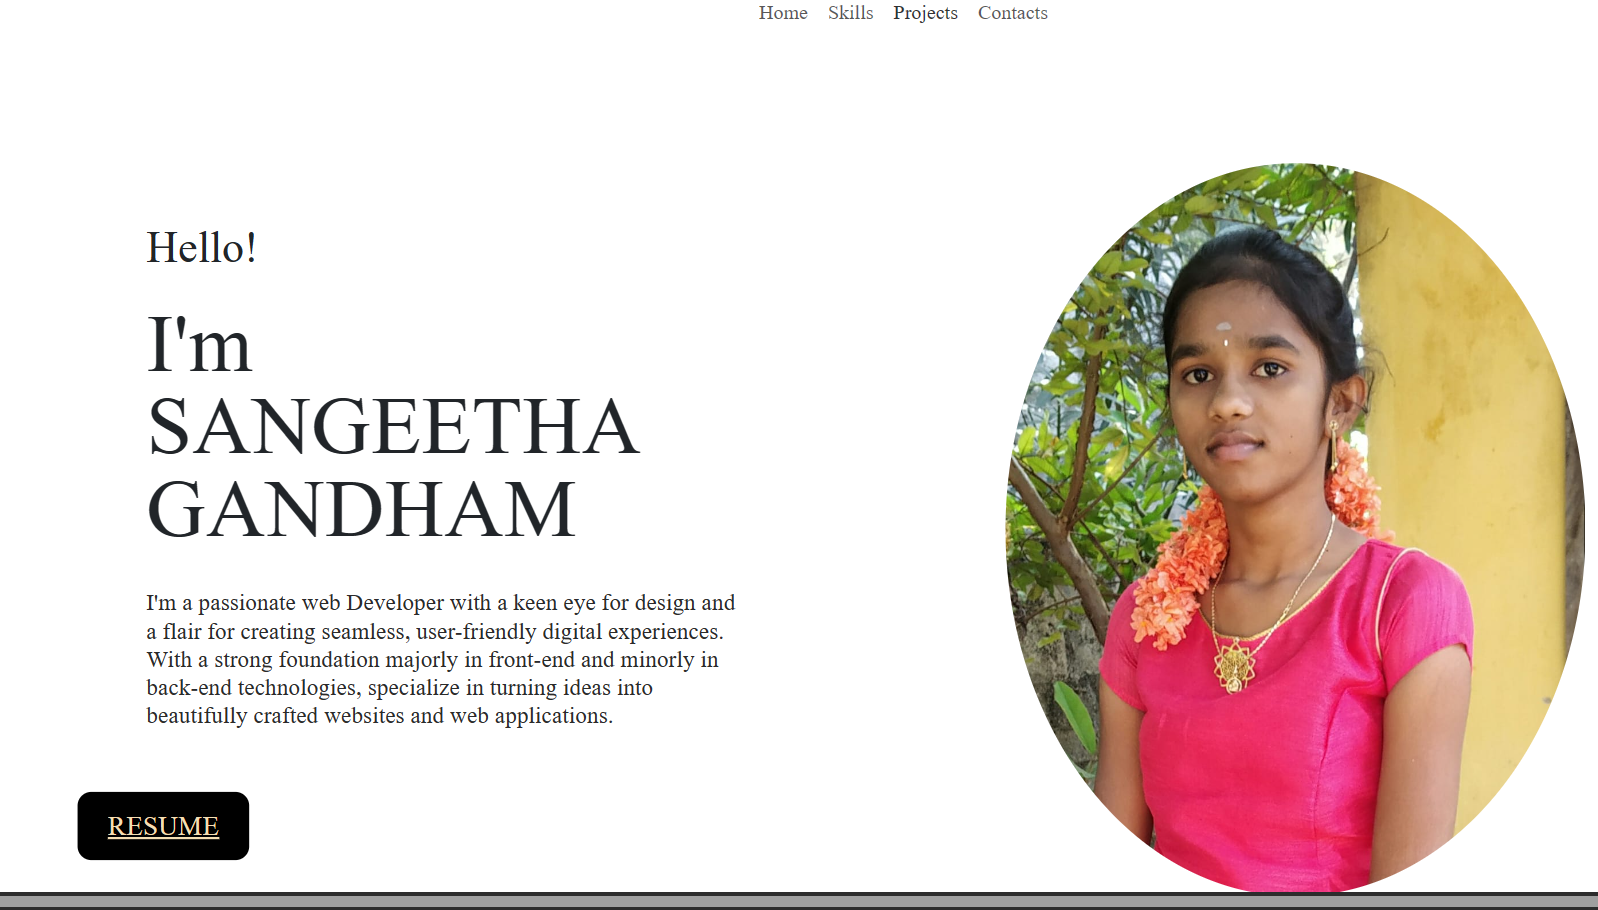 Home Skills Projects Contacts
Hello!
I'm
SANGEETHA
GANDHAM
I'm a passionate web Developer with a keen eye for design and
a flair for creating seamless, user-friendly digital experiences.
With a strong foundation majorly in front-end and minorly in
back-end technologies, specialize in turning ideas into
beautifully crafted websites and web applications.
RESUME